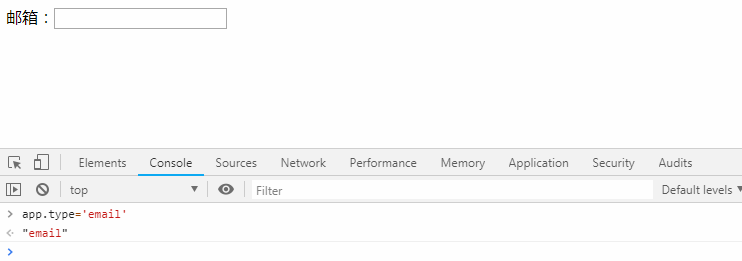 邮箱：
Elements Console Sources Network Performance Memory Application Security Audits
top Filter Default levels
app.type='email'
"email"